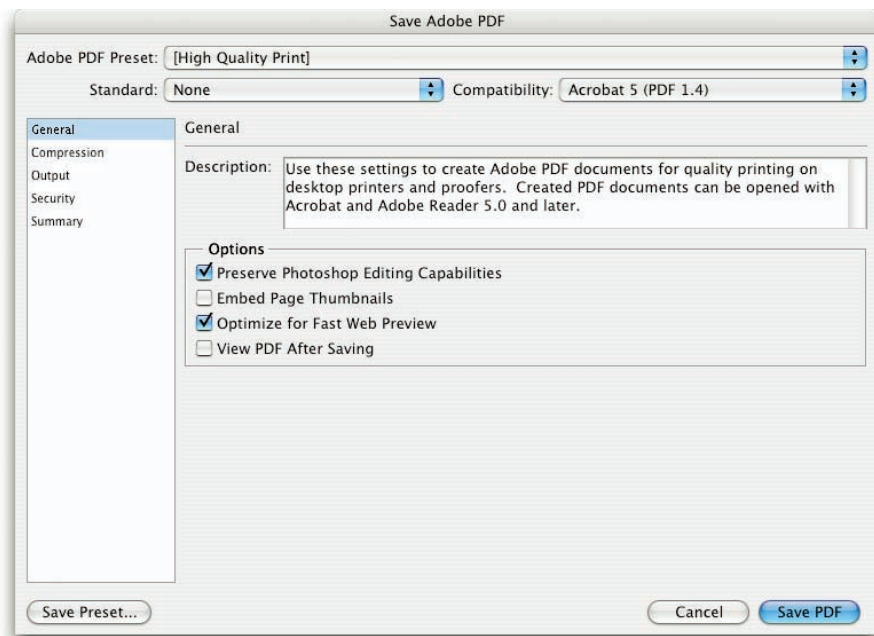 Save Adobe PDF
Adobe PDF Preset: [High Quality Print]
Standard: None Compatibility: Acrobat 5 (PDF 1.4)
General
Compression
Output
Security
Summary
General
Description: Use these settings to create Adobe PDF documents for quality printing on
desktop printers and proofers. Created PDF documents can be opened with
Acrobat and Adobe Reader 5.0 and later.
Options
Preserve Photoshop Editing Capabilities
Embed Page Thumbnails
Optimize for Fast Web Preview
View PDF After Saving
Save Preset... Cancel Save PDF